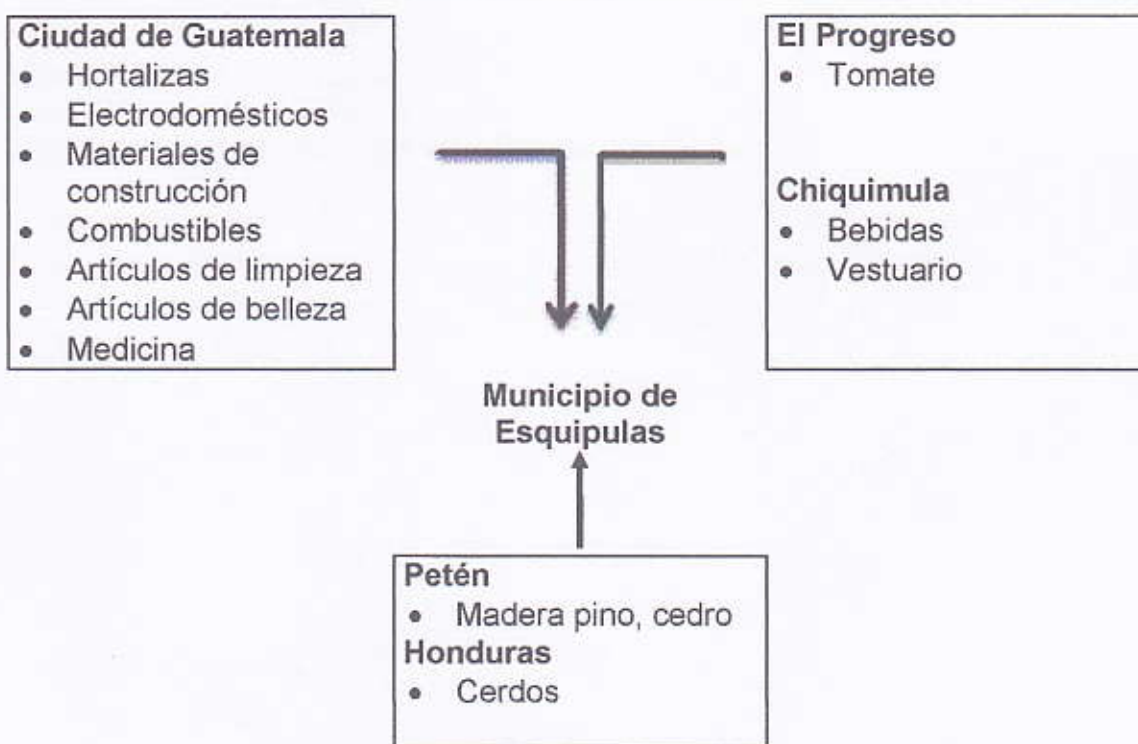 Ciudad de Guatemala
• Hortalizas
• Electrodomésticos
• Materiales de
construcción
• Combustibles
• Artículos de limpieza
• Artículos de belleza
• Medicina
El Progreso
• Tomate
Chiquimula
• Bebidas
• Vestuario
Municipio de
Esquipulas
Petén
• Madera pino, cedro
Honduras
• Cerdos